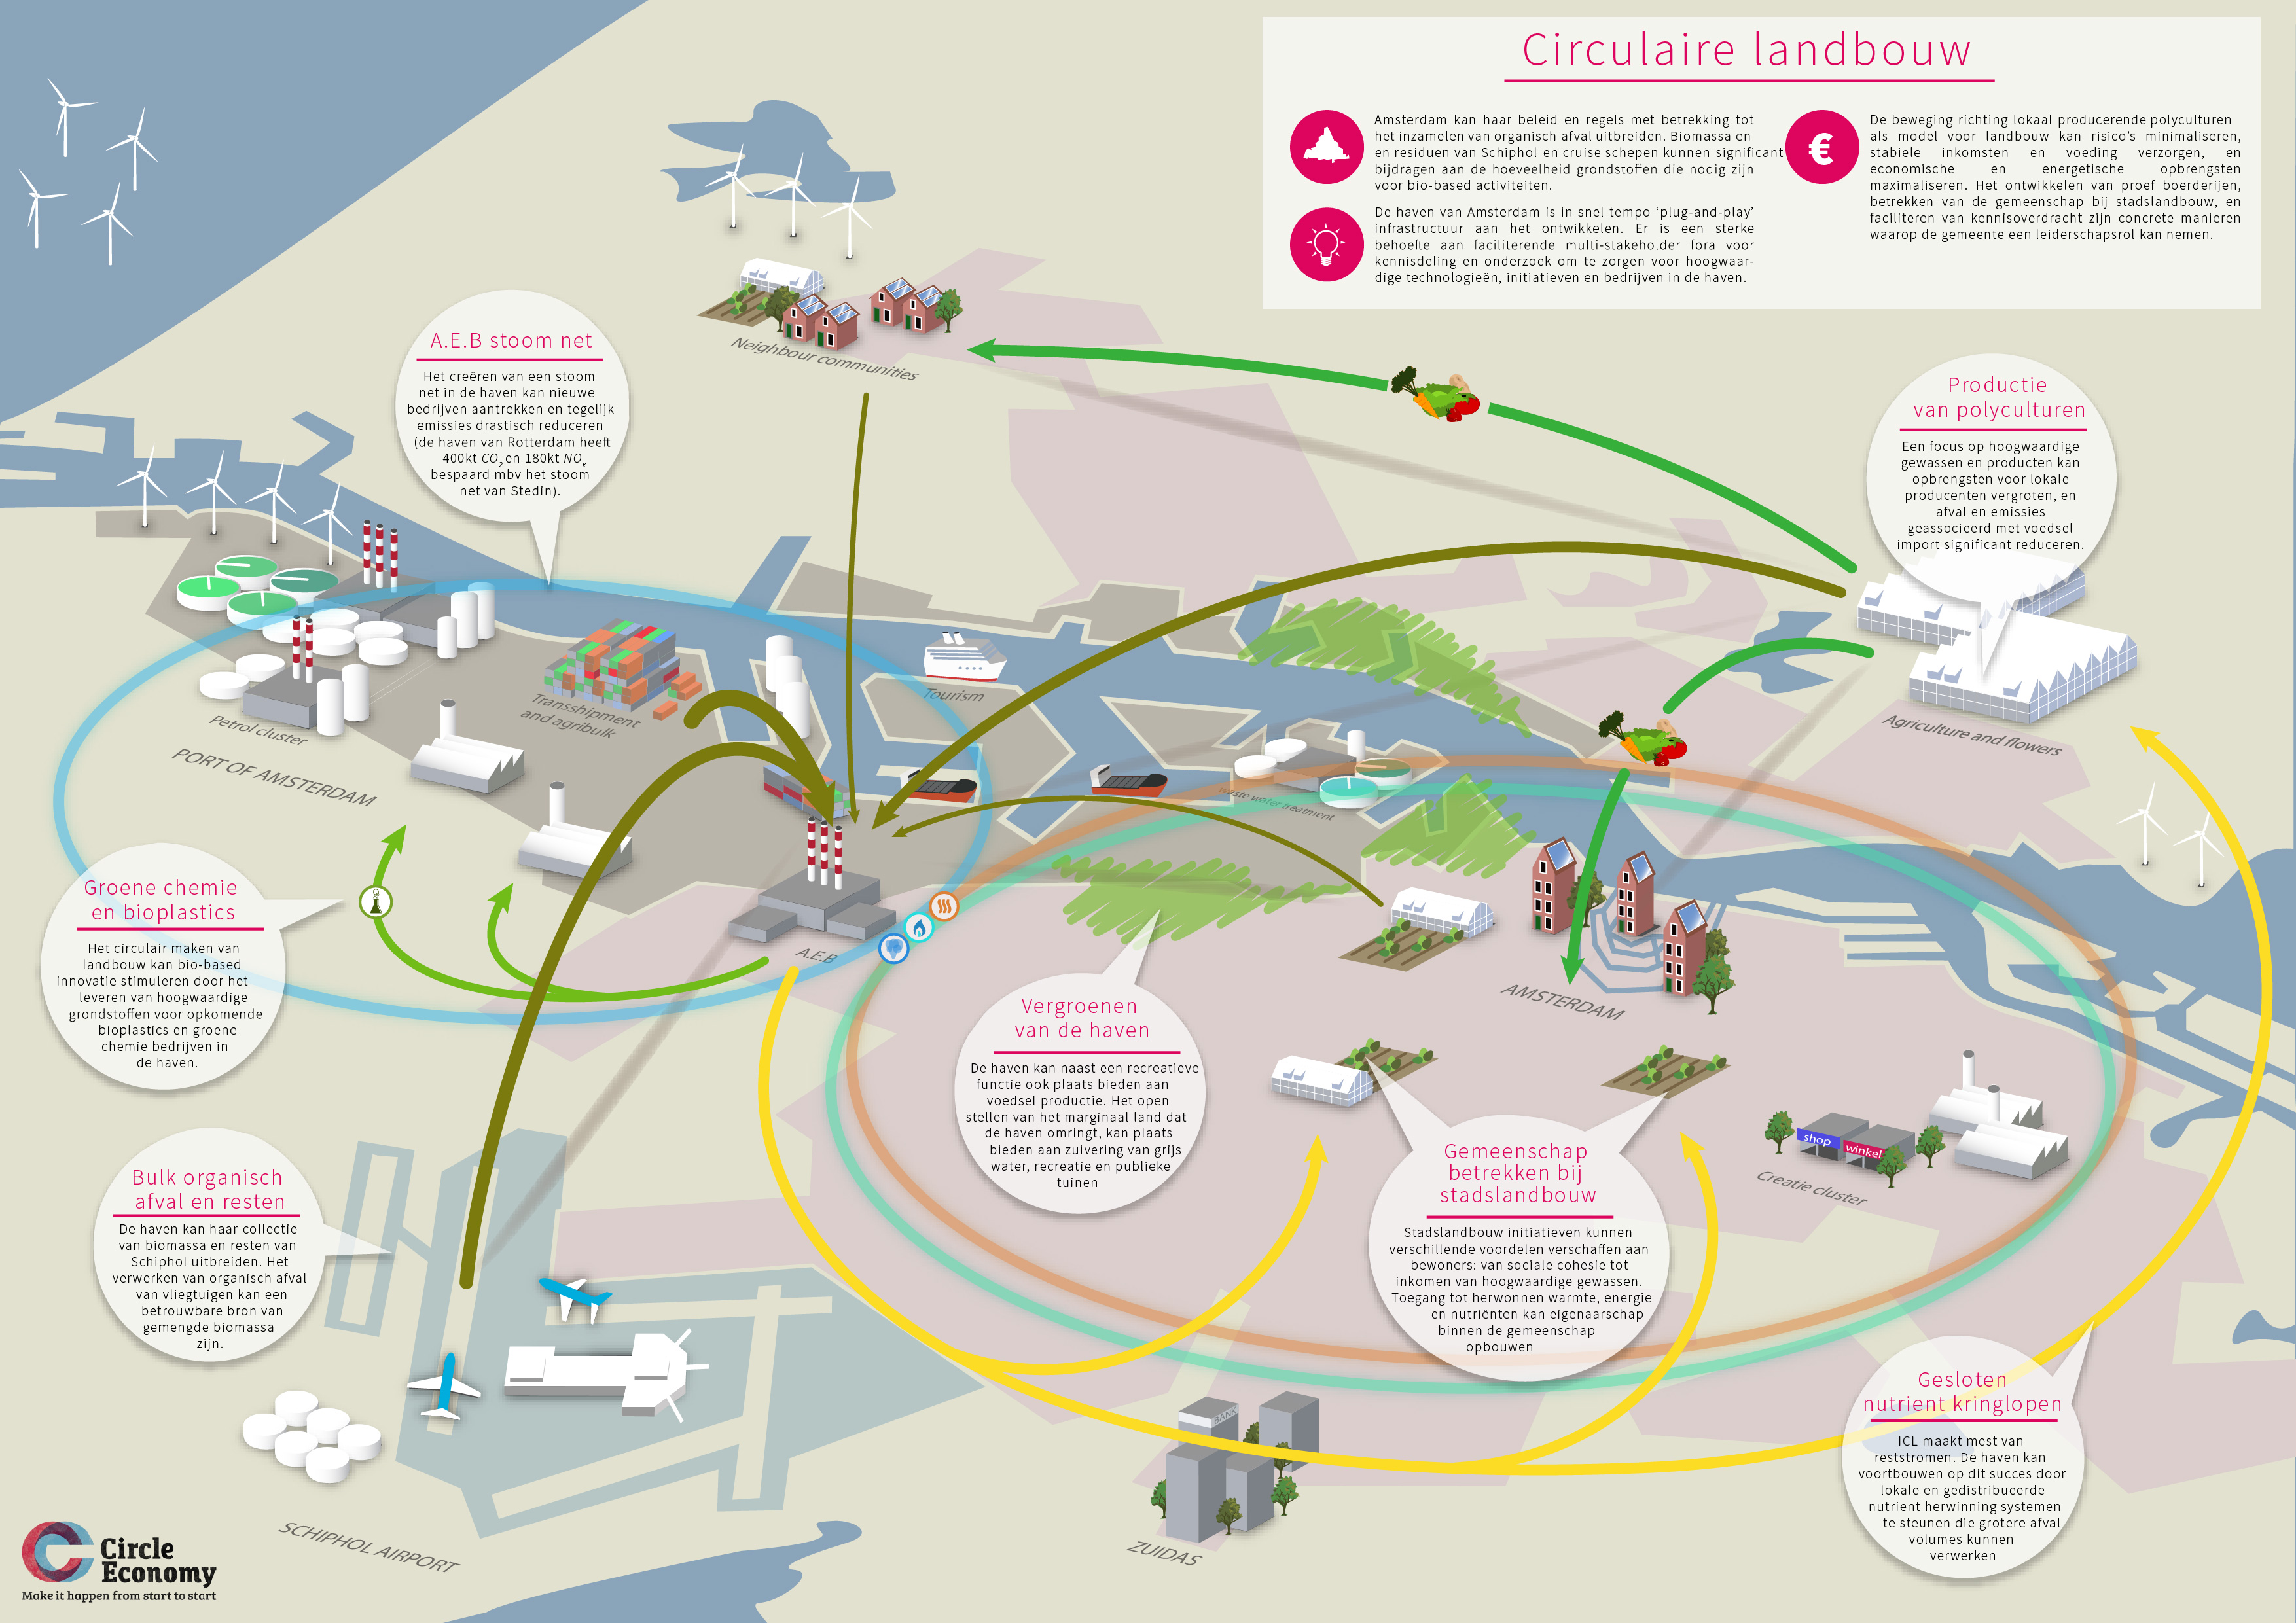 Circulaire landbouw
Amsterdam kan haar beleid en regels met betrekking tot
het inzamelen van organisch afval uitbreiden. Biomassa en
en residuen van Schiphol en cruise schepen kunnen significant
bijdragen aan de hoeveelheid grondstoffen die nodig zijn
voor bio-based activiteiten.
De haven van Amsterdam is in snel tempo ‘plug-and-play’
infrastructuur aan het ontwikkelen. Er is een sterke
behoefte aan faciliterende multi-stakeholder fora voor
kennisdeling en onderzoek om te zorgen voor hoogwaar-
dige technologieën, initiatieven en bedrijven in de haven.
€
De beweging richting lokaal producerende polyculturen
als model voor landbouw kan risico’s minimaliseren,
stabiele inkomsten en voeding verzorgen, en
economische en energetische opbrengsten
maximaliseren. Het ontwikkelen van proef boerderijen,
betrekken van de gemeenschap bij stadslandbouw, en
faciliteren van kennisoverdracht zijn concrete manieren
waarop de gemeente een leiderschapsrol kan nemen.
A.E.B stoom net
Het creëren van een stoom
net in de haven kan nieuwe
bedrijven aantrekken en tegelijk
emissies drastisch reduceren
(de haven van Rotterdam heeft
400kt CO2 en 180kt NOx
bespaard mbv het stoom
net van Stedin).
Neighbour communities
Productie
van polyculturen
Een focus op hoogwaardige
gewassen en producten kan
opbrengsten voor lokale
producenten vergroten, en
afval en emissies
geassocieerd met voedsel
import significant reduceren.
Agriculture and flowers
Tourism
Transshipment
and agribulk
Petrol cluster
PORT OF AMSTERDAM
waste water treatment
Groene chemie
en bioplastics
Het circulair maken van
landbouw kan bio-based
innovatie stimuleren door het
leveren van hoogwaardige
grondstoffen voor opkomende
bioplastics en groene
chemie bedrijven in
de haven.
A.E.B
AMSTERDAM
Vergroenen
van de haven
De haven kan naast een recreatieve
functie ook plaats bieden aan
voedsel productie. Het open
stellen van het marginaal land dat
de haven omringt, kan plaats
bieden aan zuivering van grijs
water, recreatie en publieke
tuinen
Gemeenschap
betrekken bij
stadslandbouw
Stadslandbouw initiatieven kunnen
verschillende voordelen verschaffen aan
bewoners: van sociale cohesie tot
inkomen van hoogwaardige gewassen.
Toegang tot herwonnen warmte, energie
en nutriënten kan eigenaarschap
binnen de gemeenschap
opbouwen
shop
winkel
Creatie cluster
Bulk organisch
afval en resten
De haven kan haar collectie
van biomassa en resten van
Schiphol uitbreiden. Het
verwerken van organisch afval
van vliegtuigen kan een
betrouwbare bron van
gemengde biomassa
zijn.
Gesloten
nutrient kringlopen
ICL maakt mest van
reststromen. De haven kan
voortbouwen op dit succes door
lokale en gedistribueerde
nutrient herwinning systemen
te steunen die grotere afval
volumes kunnen
verwerken
BANK
ZUIDAS
SCHIPHOL AIRPORT
Circle
Economy
Make it happen from start to start